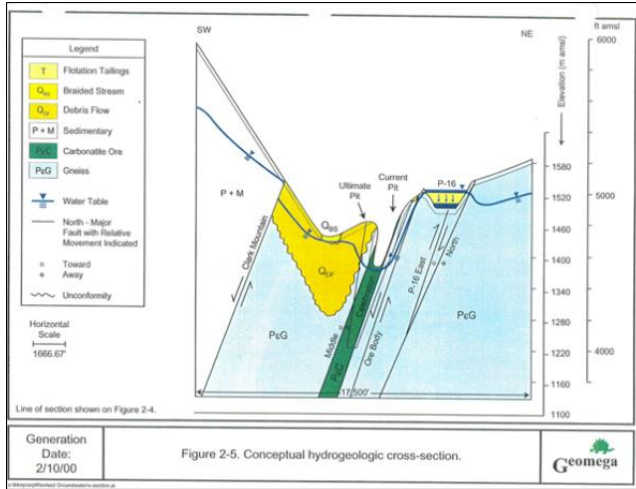 SW
NE
ft amsl
6000
5000
4000
Elevation (m amsl)
1580
1520
1460
1400
1340
1280
1220
1160
1100
Legend
T Flotation Tailings
QBS Braided Stream
QDF Debris Flow
P + M Sedimentary
PЄC Carbonatite Ore
PЄG Gneiss
Water Table
North - Major
Fault with Relative
Movement Indicated
Toward
Away
Unconformity
Horizontal
Scale
1666.67'
Line of section shown on Figure 2-4.
P + M
Clark Mountain
QBS
QDF
Ultimate
Pit
Current
Pit
P-16
P-16 East
North
Middle
Ore Body
PЄC
PЄG
PЄG
17,500'
Generation
Date:
2/10/00
Figure 2-5. Conceptual hydrogeologic cross-section.
Geomega